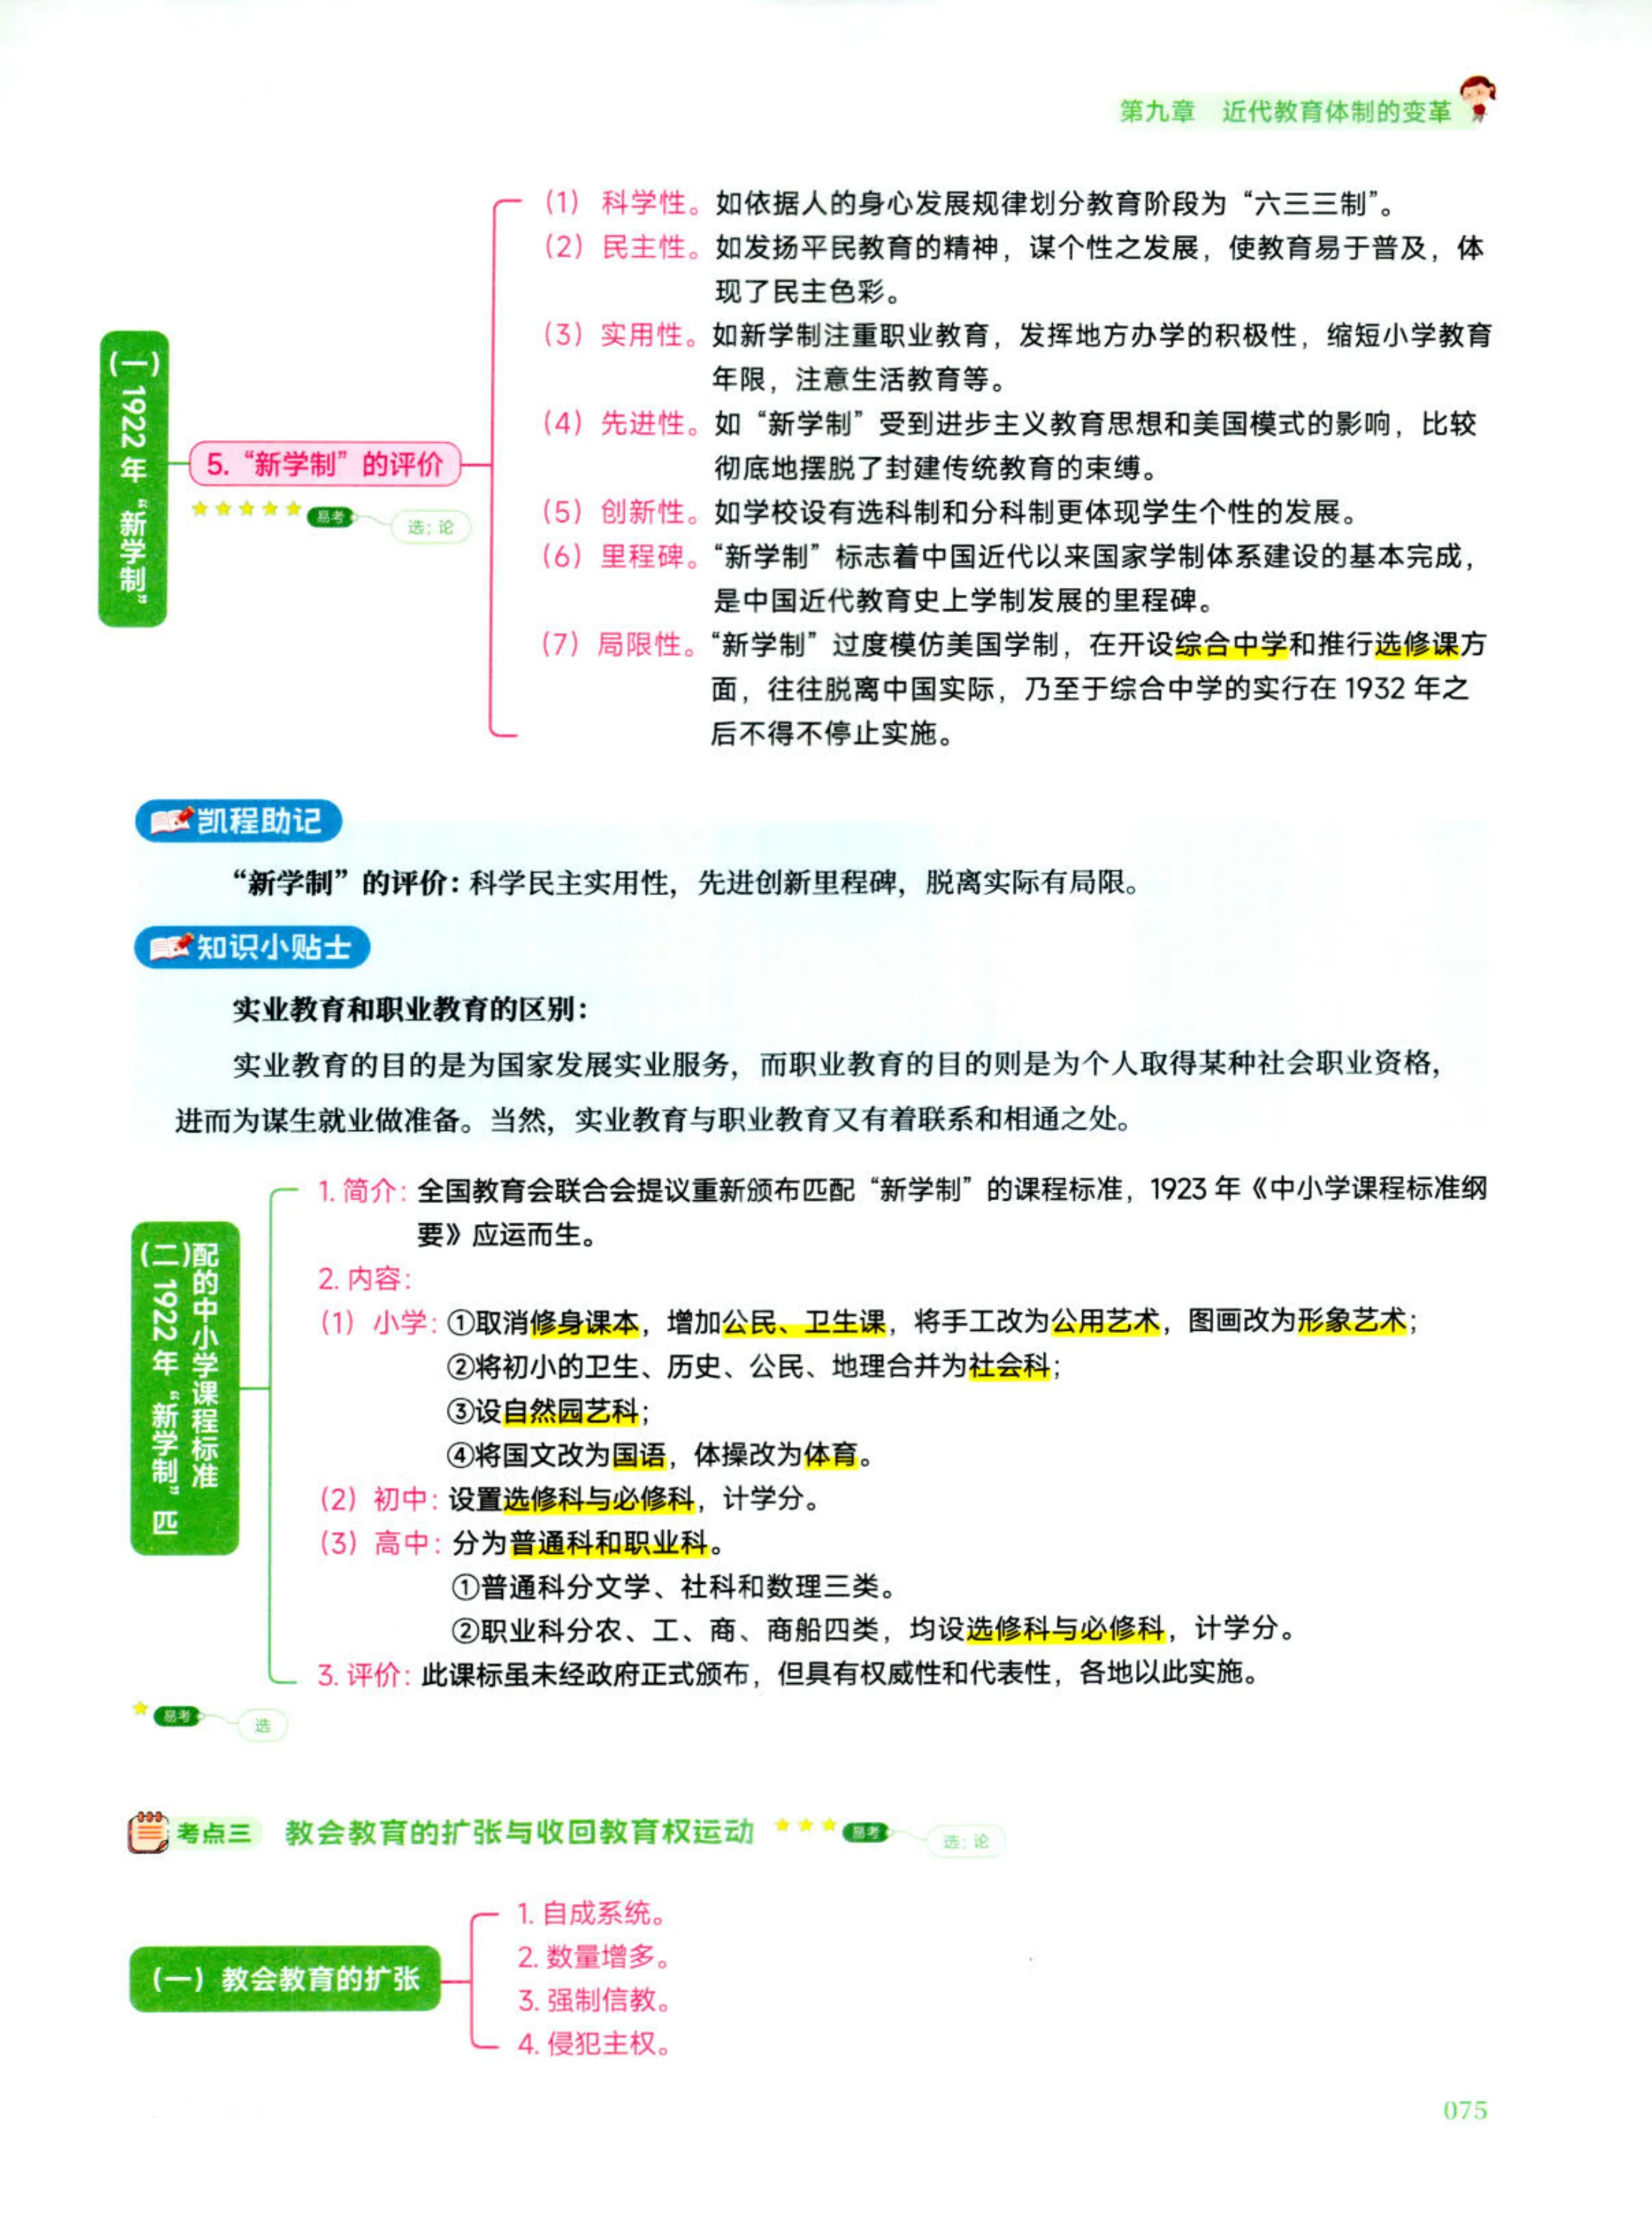 第九章 近代教育体制的变革
(一) 1922年“新学制”
5.“新学制”的评价
易考
选;论
(1) 科学性。如依据人的身心发展规律划分教育阶段为“六三三制”。
(2) 民主性。如发扬平民教育的精神，谋个性之发展，使教育易于普及，体
现了民主色彩。
(3) 实用性。如新学制注重职业教育，发挥地方办学的积极性，缩短小学教育
年限，注意生活教育等。
(4) 先进性。如“新学制”受到进步主义教育思想和美国模式的影响，比较
彻底地摆脱了封建传统教育的束缚。
(5) 创新性。如学校设有选科制和分科制更体现学生个性的发展。
(6) 里程碑。“新学制”标志着中国近代以来国家学制体系建设的基本完成，
是中国近代教育史上学制发展的里程碑。
(7) 局限性。“新学制”过度模仿美国学制，在开设综合中学和推行选修课方
面，往往脱离中国实际，乃至于综合中学的实行在1932年之
后不得不停止实施。
凯程助记
“新学制”的评价：科学民主实用性，先进创新里程碑，脱离实际有局限。
知识小贴士
实业教育和职业教育的区别：
实业教育的目的是为国家发展实业服务，而职业教育的目的则是为个人取得某种社会职业资格，
进而为谋生就业做准备。当然，实业教育与职业教育又有着联系和相通之处。
(二) 1922年“新学制”匹
配的中小学课程标准
1. 简介：全国教育会联合会提议重新颁布匹配“新学制”的课程标准，1923年《中小学课程标准纲
要》应运而生。
2. 内容：
(1) 小学：①取消修身课本，增加公民、卫生课，将手工改为公用艺术，图画改为形象艺术；
②将初小的卫生、历史、公民、地理合并为社会科；
③设自然园艺科；
④将国文改为国语，体操改为体育。
(2) 初中：设置选修科与必修科，计学分。
(3) 高中：分为普通科和职业科。
①普通科分文学、社科和数理三类。
②职业科分农、工、商、商船四类，均设选修科与必修科，计学分。
3. 评价：此课标虽未经政府正式颁布，但具有权威性和代表性，各地以此实施。
易考
选
考点三 教会教育的扩张与收回教育权运动
易考
选;论
(一) 教会教育的扩张
1. 自成系统。
2. 数量增多。
3. 强制信教。
4. 侵犯主权。
075